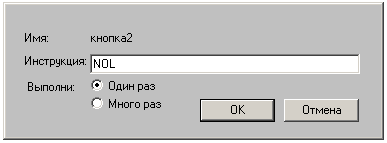 Имя: кнопка2
Инструкция: NOL
Выполни: Один раз
Много раз
OK Отмена